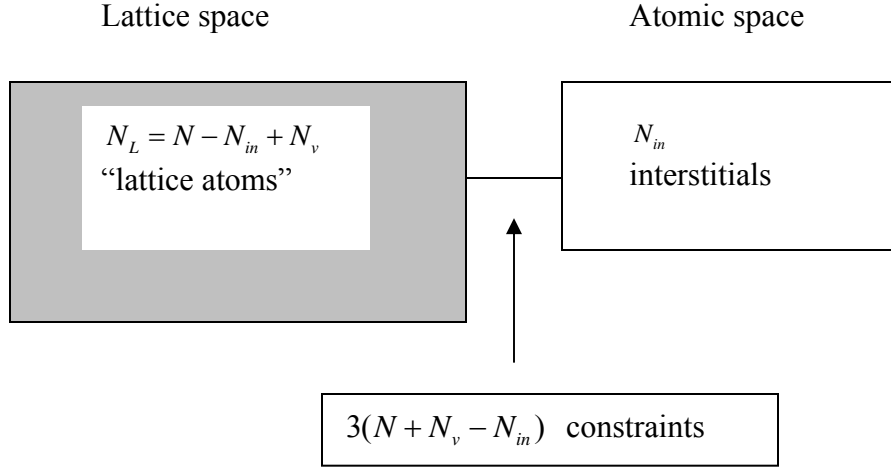 Lattice space
Atomic space
N_L = N − N_in + N_v
“lattice atoms”
N_in
interstitials
3(N + N_v − N_in) constraints